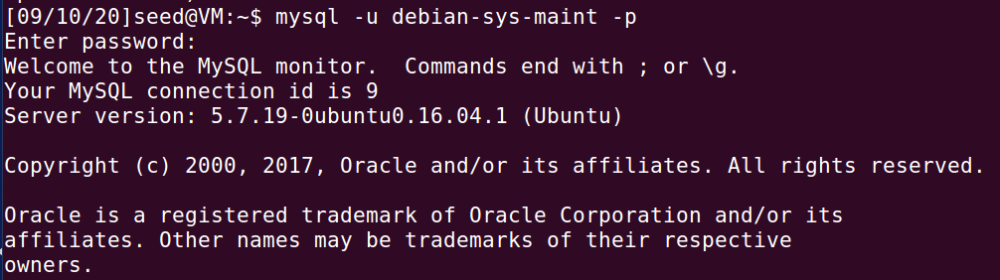 [09/10/20]seed@VM:~$ mysql -u debian-sys-maint -p
Enter password:
Welcome to the MySQL monitor.  Commands end with ; or \g.
Your MySQL connection id is 9
Server version: 5.7.19-0ubuntu0.16.04.1 (Ubuntu)

Copyright (c) 2000, 2017, Oracle and/or its affiliates. All rights reserved.

Oracle is a registered trademark of Oracle Corporation and/or its
affiliates. Other names may be trademarks of their respective
owners.